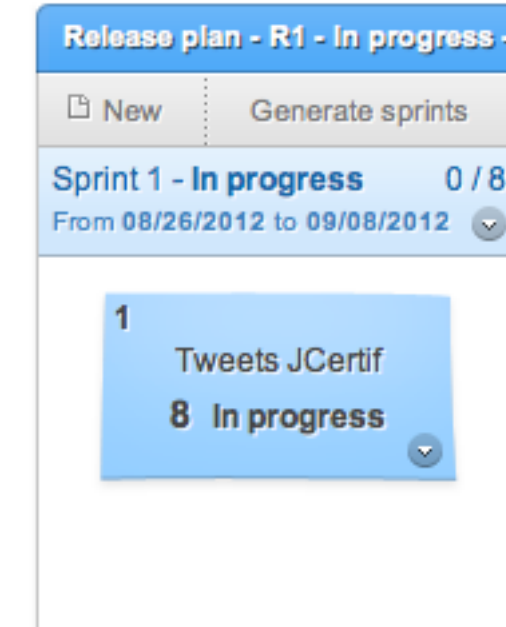 Release plan - R1 - In progress -
New Generate sprints
Sprint 1 - In progress 0 / 8
From 08/26/2012 to 09/08/2012
1
Tweets JCertif
8 In progress